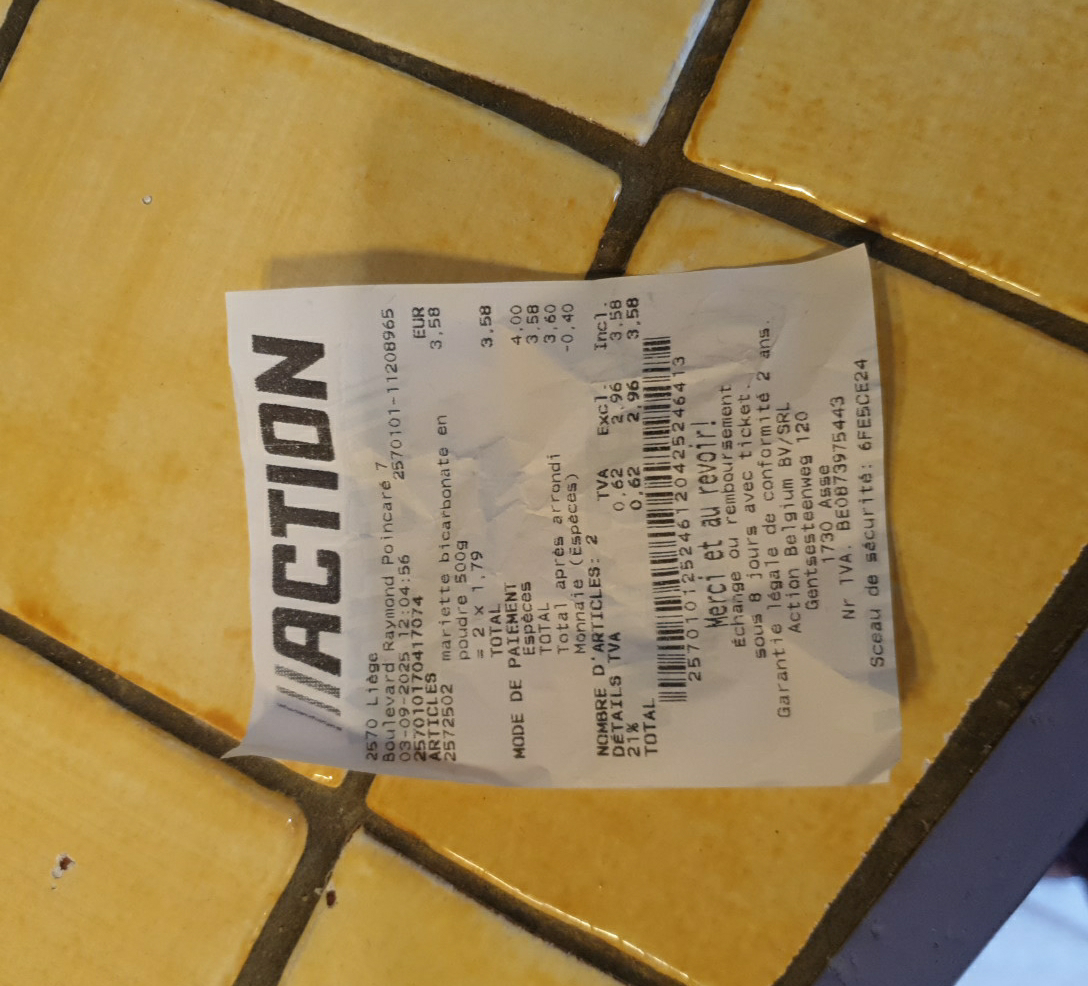 ACTION
2570 Liège
Boulevard Raymond Poincaré 7
03-09-2025 12:04:56 2570101-11208965
2570101704170​74
ARTICLES EUR
2572502 mariette bicarbonate en 3,58
poudre 500g
= 2 x 1,79
TOTAL 3,58
MODE DE PAIEMENT
Espèces 4,00
TOTAL 3,58
Total après arrondi 3,60
Monnaie (Espèces) -0,40
NOMBRE D'ARTICLES: 2
DÉTAILS TVA TVA Excl. Incl.
21% 0,62 2,96 3,58
TOTAL 0,62 2,96 3,58
2570101252461204252464​13
Merci et au revoir!
Échange ou remboursement
sous 8 jours avec ticket.
Garantie légale de conformité 2 ans.
Action Belgium BV/SRL
Gentsesteenweg 120
1730 Asse
Nr TVA. BE0873975443
Sceau de sécurité: 6FE5CE24